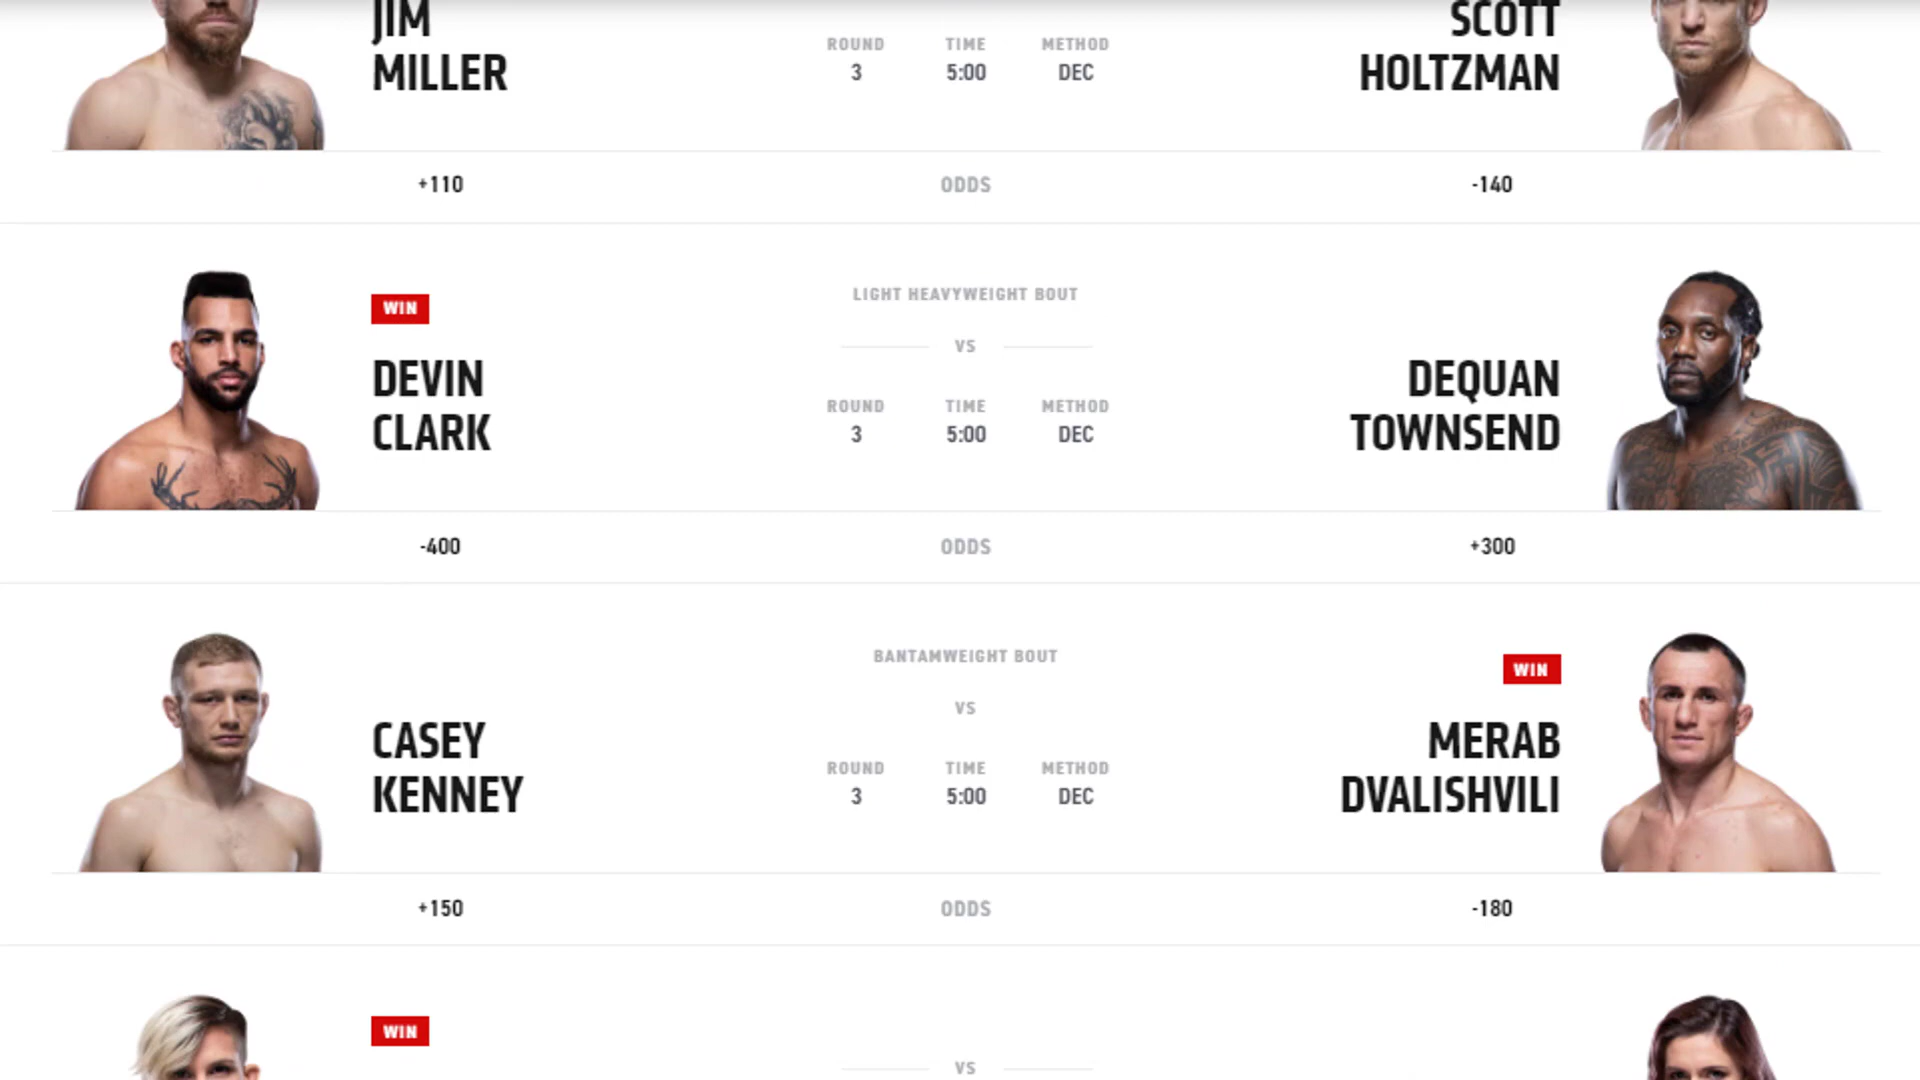 JIM
MILLER
ROUND TIME METHOD
3 5:00 DEC
SCOTT
HOLTZMAN
+110 ODDS -140
WIN
DEVIN
CLARK
LIGHT HEAVYWEIGHT BOUT
VS
ROUND TIME METHOD
3 5:00 DEC
DEQUAN
TOWNSEND
-400 ODDS +300
CASEY
KENNEY
BANTAMWEIGHT BOUT
VS
ROUND TIME METHOD
3 5:00 DEC
WIN
MERAB
DVALISHVILI
+150 ODDS -180
WIN
VS